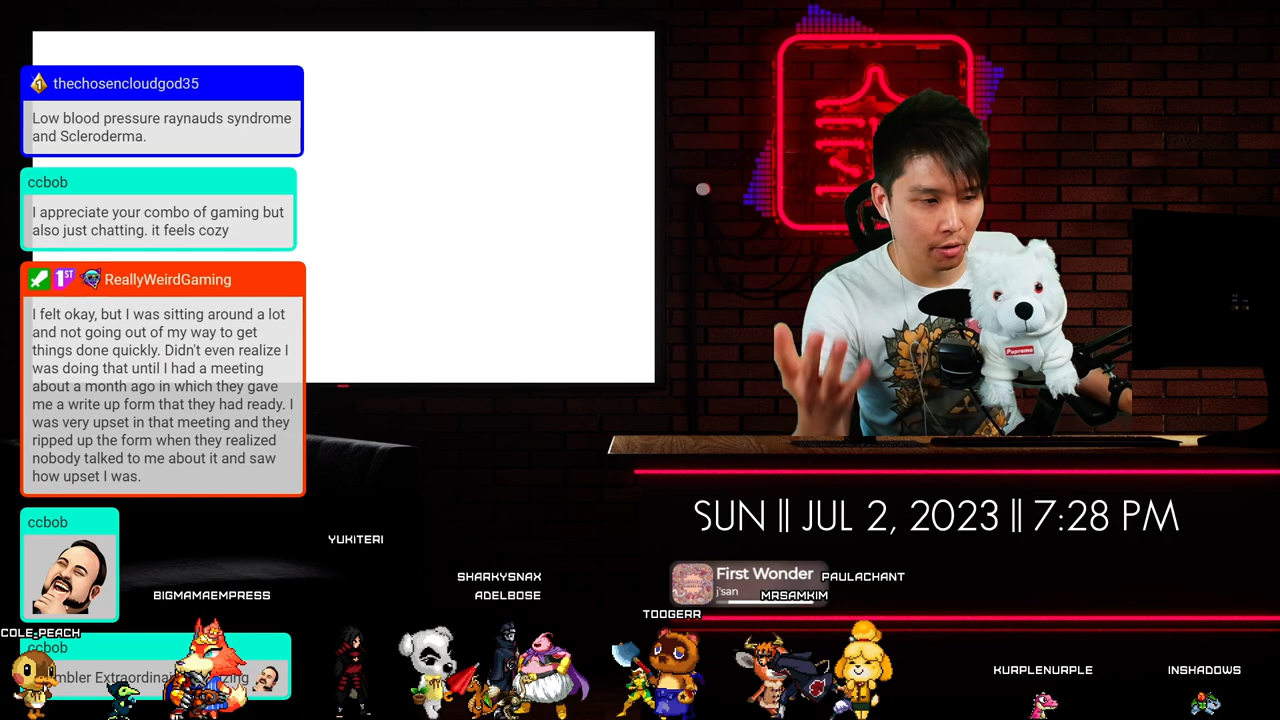 thechosencloudgod35
Low blood pressure raynauds syndrome
and Scleroderma.
ccbob
I appreciate your combo of gaming but
also just chatting. it feels cozy
1ST ReallyWeirdGaming
I felt okay, but I was sitting around a lot
and not going out of my way to get
things done quickly. Didn't even realize I
was doing that until I had a meeting
about a month ago in which they gave
me a write up form that they had ready. I
was very upset in that meeting and they
ripped up the form when they realized
nobody talked to me about it and saw
how upset I was.
ccbob
ccbob
Pupreme
SUN || JUL 2, 2023 || 7:28 PM
First Wonder
j'san
YUKITERI
SHARKYSNAX
ADELBOSE
BIGMAMAEMPRESS
COLE_PEACH
TOOGERR
PAULACHANT
MRSAMKIM
KURPLENURPLE
INSHADOWS